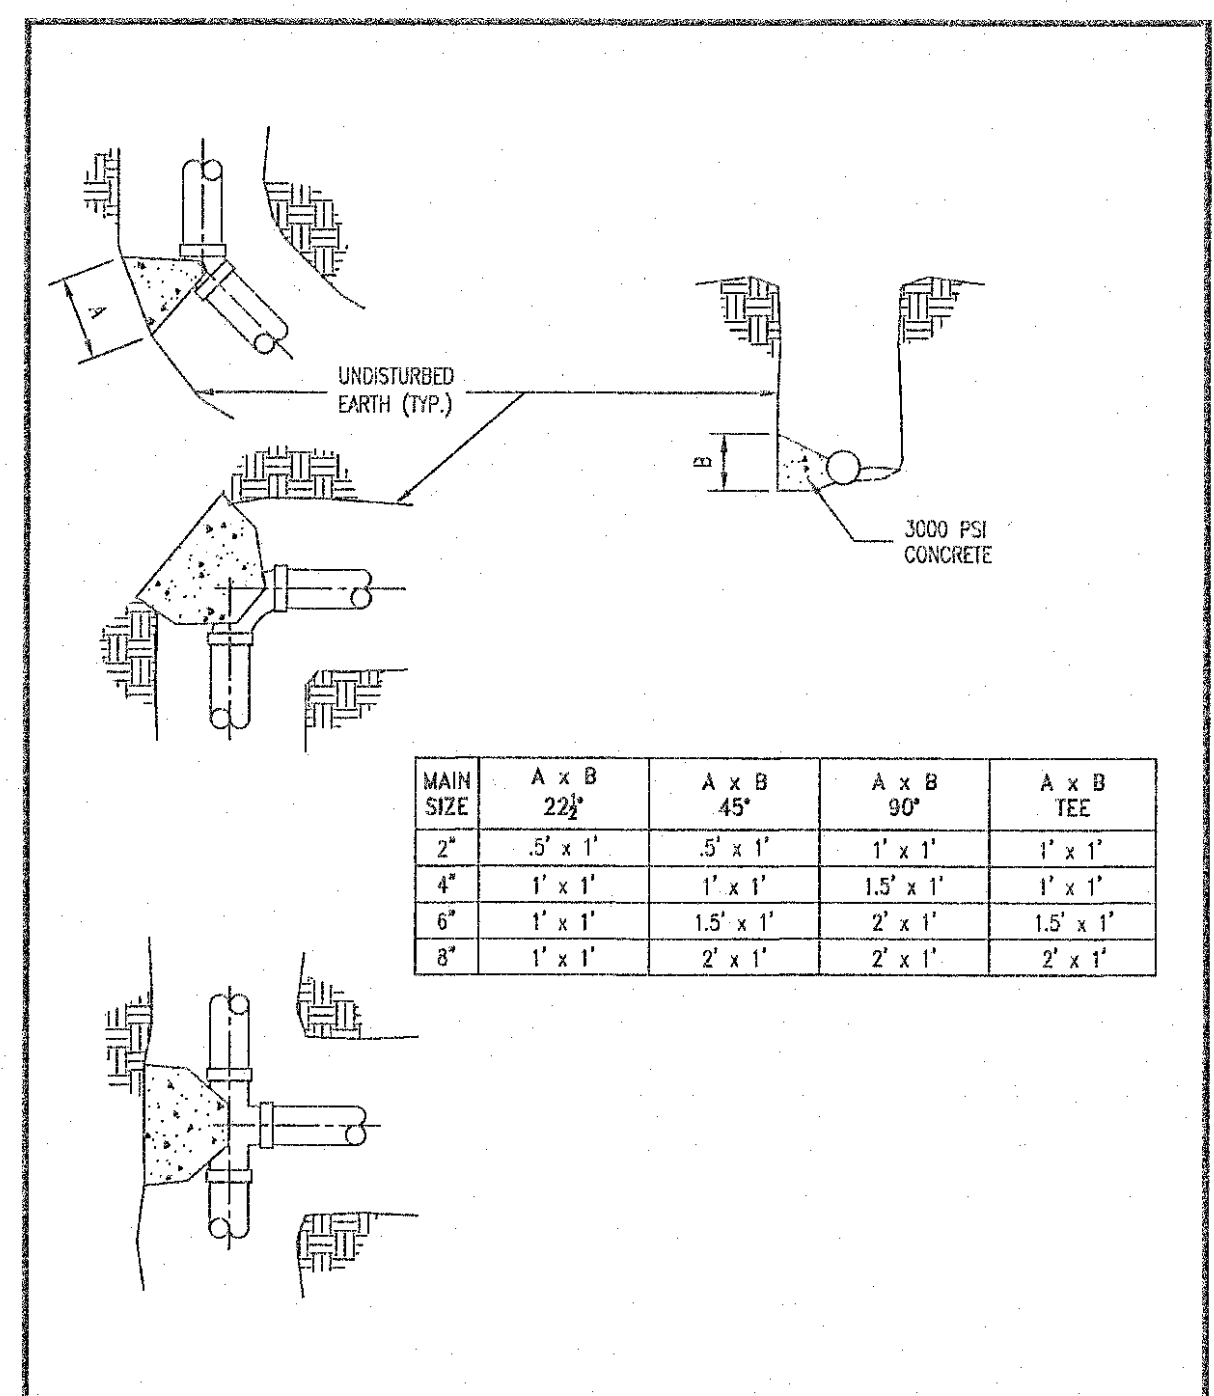 A
UNDISTURBED
EARTH (TYP.)
B
3000 PSI
CONCRETE
MAIN SIZE A x B 22½° A x B 45° A x B 90° A x B TEE
2" .5' x 1' .5' x 1' 1' x 1' 1' x 1'
4" 1' x 1' 1' x 1' 1.5' x 1' 1' x 1'
6" 1' x 1' 1.5' x 1' 2' x 1' 1.5' x 1'
8" 1' x 1' 2' x 1' 2' x 1' 2' x 1'